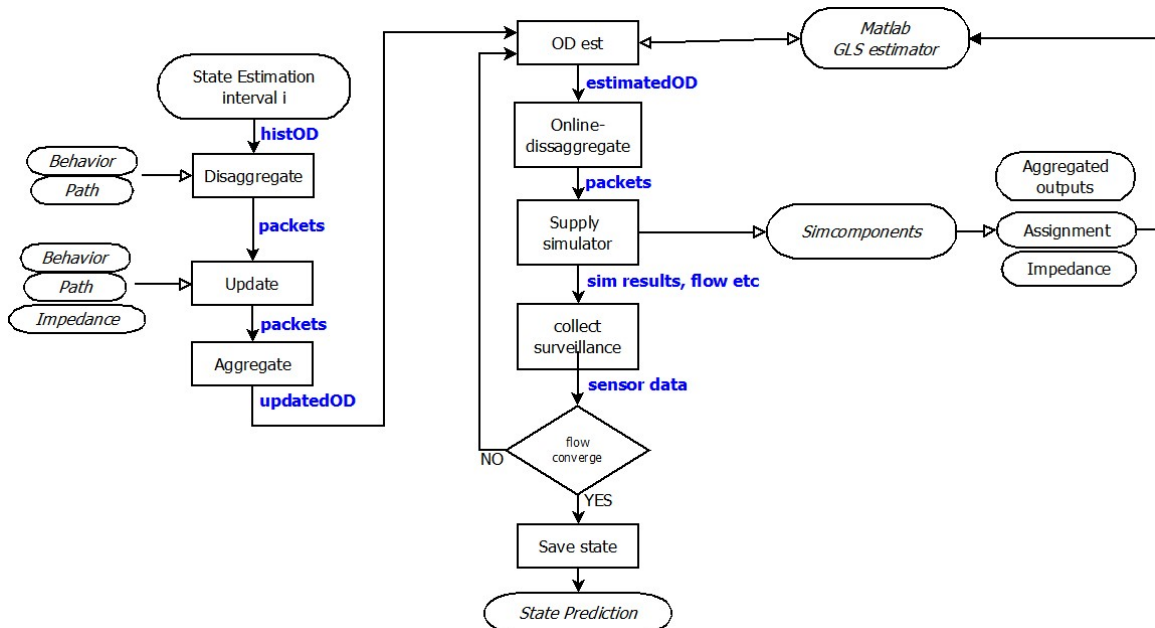 State Estimation
interval i
histOD
Behavior
Path
Disaggregate
packets
Behavior
Path
Impedance
Update
packets
Aggregate
updatedOD
OD est
Matlab
GLS estimator
estimatedOD
Online-
dissaggregate
packets
Supply
simulator
Simcomponents
Aggregated
outputs
Assignment
Impedance
sim results, flow etc
collect
surveillance
sensor data
flow
converge
NO
YES
Save state
State Prediction